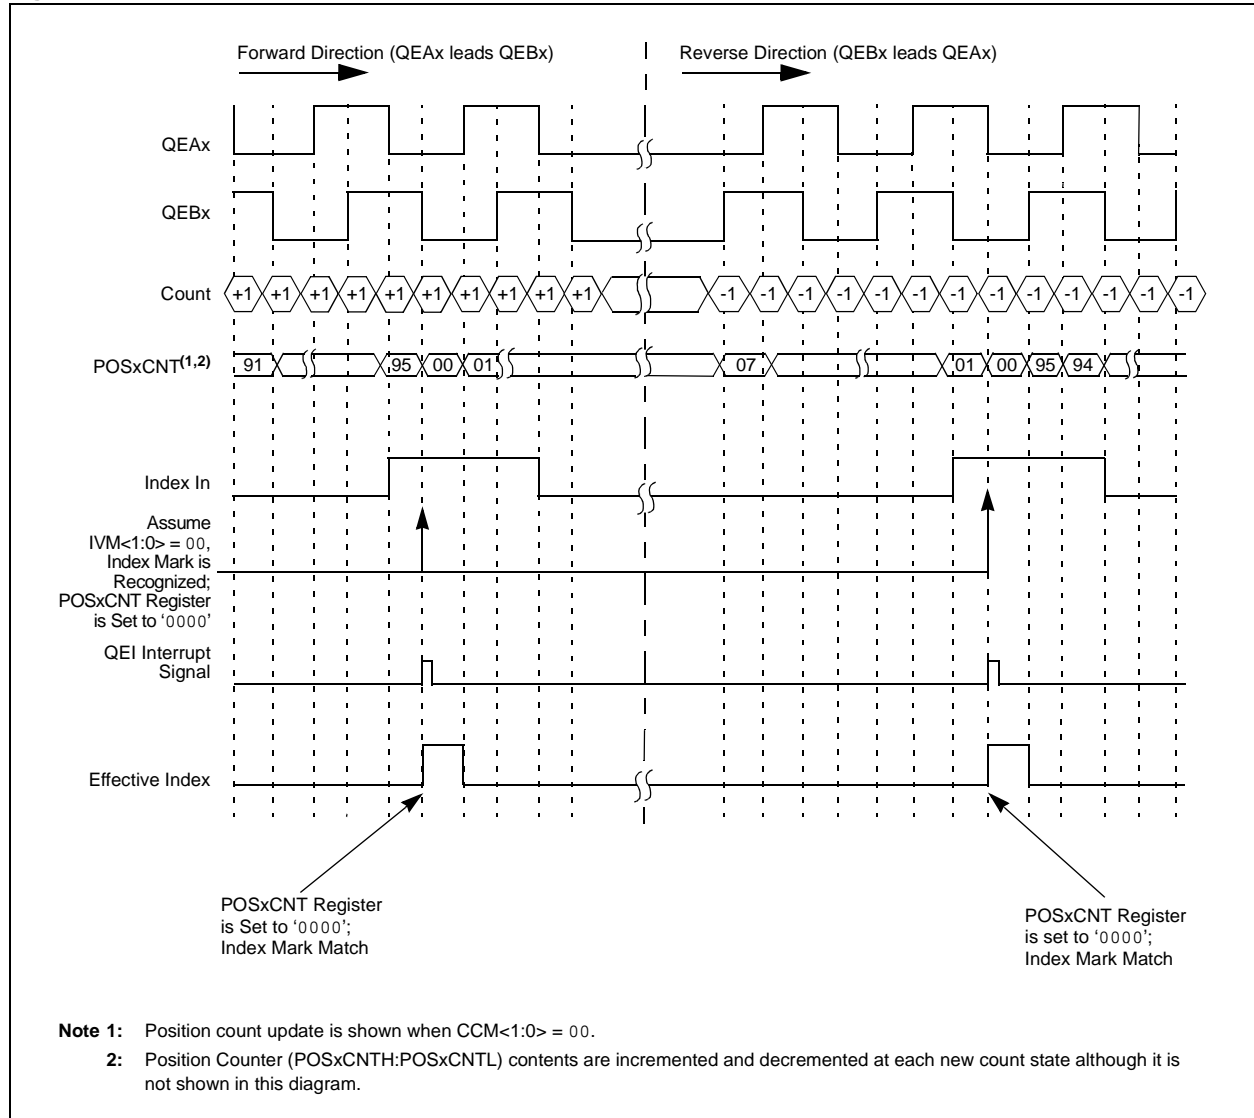 Forward Direction (QEAx leads QEBx)
Reverse Direction (QEBx leads QEAx)
QEAx
QEBx
Count
+1 +1 +1 +1 +1 +1 +1 +1 +1 +1 -1 -1 -1 -1 -1 -1 -1 -1 -1 -1 -1 -1 -1
POSxCNT(1,2)
91 95 00 01 07 01 00 95 94
Index In
Assume
IVM<1:0> = 00,
Index Mark is
Recognized;
POSxCNT Register
is Set to ‘0000’
QEI Interrupt
Signal
Effective Index
POSxCNT Register
is Set to ‘0000’;
Index Mark Match
POSxCNT Register
is set to ‘0000’;
Index Mark Match
Note 1: Position count update is shown when CCM<1:0> = 00.
2: Position Counter (POSxCNTH:POSxCNTL) contents are incremented and decremented at each new count state although it is
not shown in this diagram.